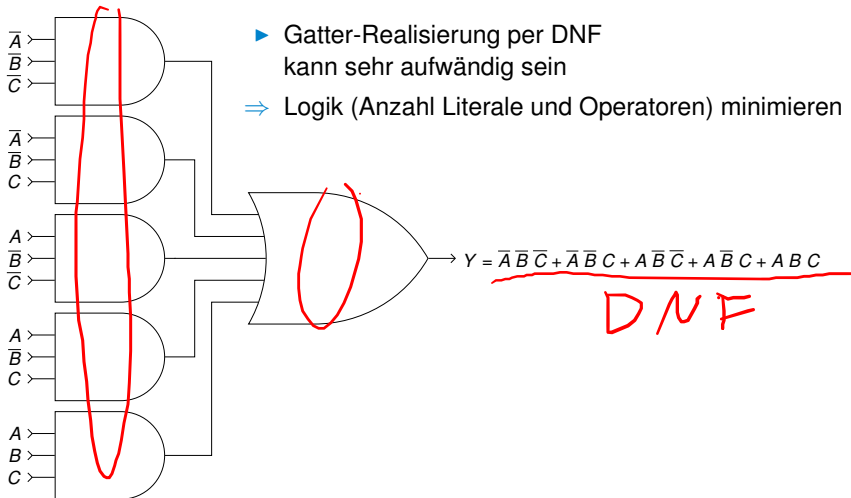 ▶ Gatter-Realisierung per DNF
kann sehr aufwändig sein
⇒ Logik (Anzahl Literale und Operatoren) minimieren
A̅
B̅
C̅
A̅
B̅
C
A
B̅
C̅
A
B̅
C
A
B
C
Y = A̅ B̅ C̅ + A̅ B̅ C + A B̅ C̅ + A B̅ C + A B C
DNF